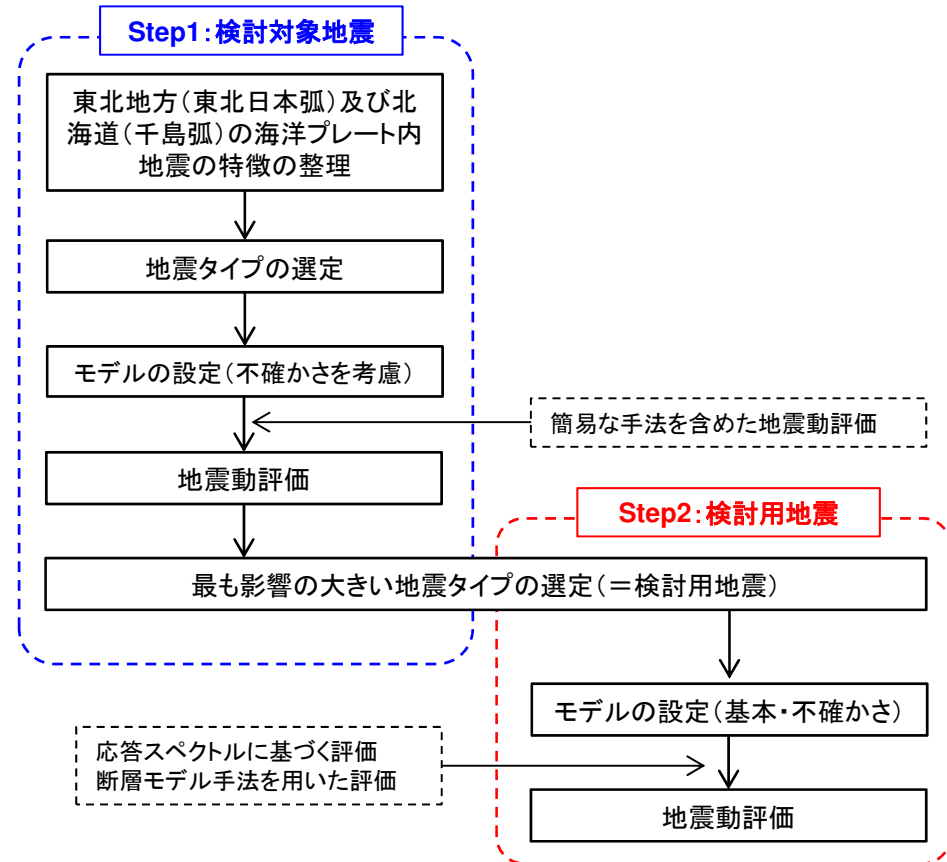 Step1:検討対象地震
東北地方(東北日本弧)及び北
海道(千島弧)の海洋プレート内
地震の特徴の整理
地震タイプの選定
モデルの設定(不確かさを考慮)
簡易な手法を含めた地震動評価
地震動評価
Step2:検討用地震
最も影響の大きい地震タイプの選定(=検討用地震)
モデルの設定(基本・不確かさ)
応答スペクトルに基づく評価
断層モデル手法を用いた評価
地震動評価